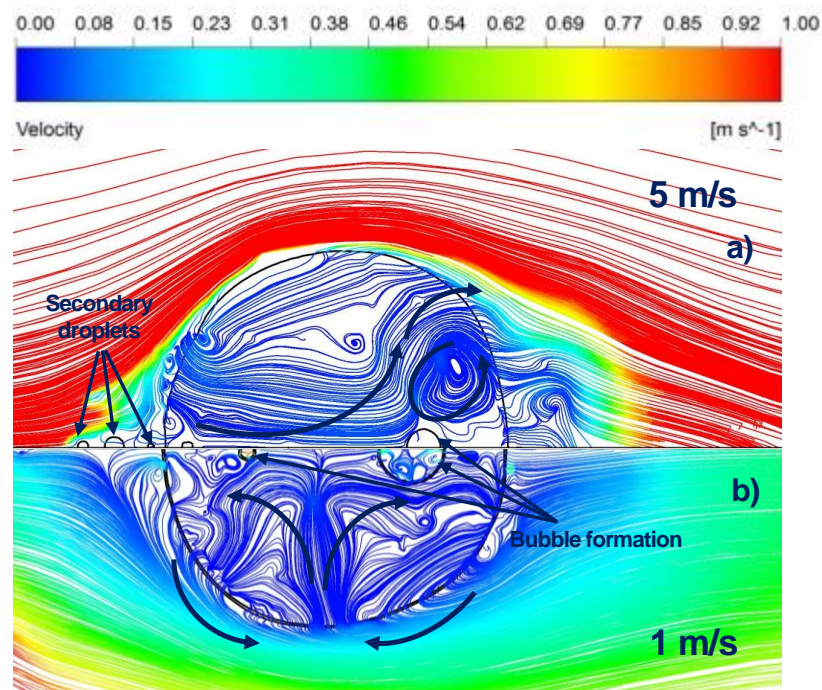 0.00 0.08 0.15 0.23 0.31 0.38 0.46 0.54 0.62 0.69 0.77 0.85 0.92 1.00
Velocity [m s^-1]
5 m/s
a)
Secondary
droplets
b)
Bubble formation
1 m/s